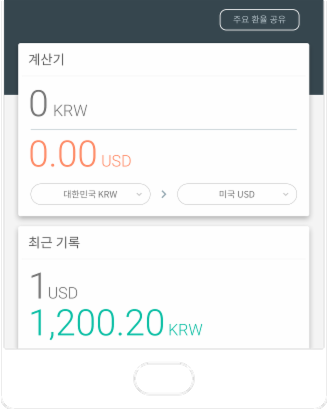 주요 환율 공유
계산기
0 KRW
0.00 USD
대한민국 KRW > 미국 USD
최근 기록
1 USD
1,200.20 KRW